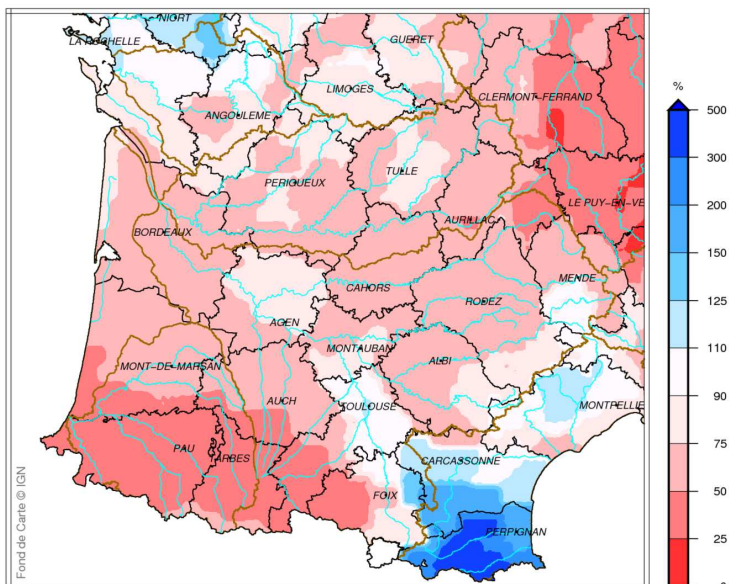 NIORT
LA ROCHELLE
GUERET
LIMOGES
CLERMONT-FERRAND
ANGOULEME
PERIGUEUX
TULLE
LE PUY-EN-VE
AURILLAC
BORDEAUX
MENDE
CAHORS
RODEZ
AGEN
MONTAUBAN
ALBI
MONT-DE-MARSAN
AUCH
TOULOUSE
MONTPELLIE
PAU
TARBES
CARCASSONNE
FOIX
PERPIGNAN
Fond de Carte © IGN
%
500
300
200
150
125
110
90
75
50
25